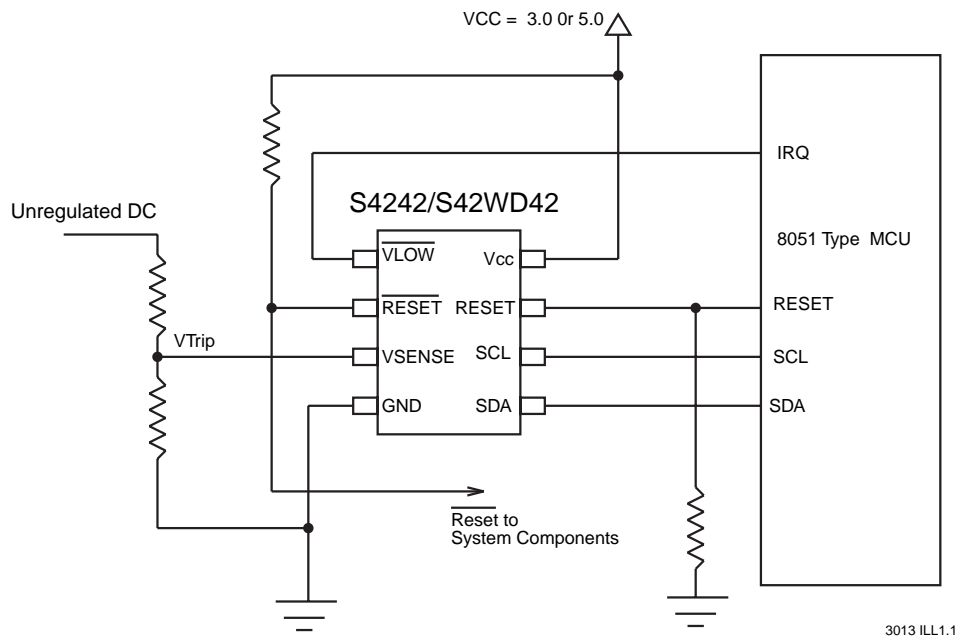 VCC = 3.0 0r 5.0
IRQ
S4242/S42WD42
Unregulated DC
8051 Type MCU
VLOW
Vcc
RESET
RESET
RESET
VTrip
VSENSE
SCL
SCL
GND
SDA
SDA
Reset to
System Components
3013 ILL1.1